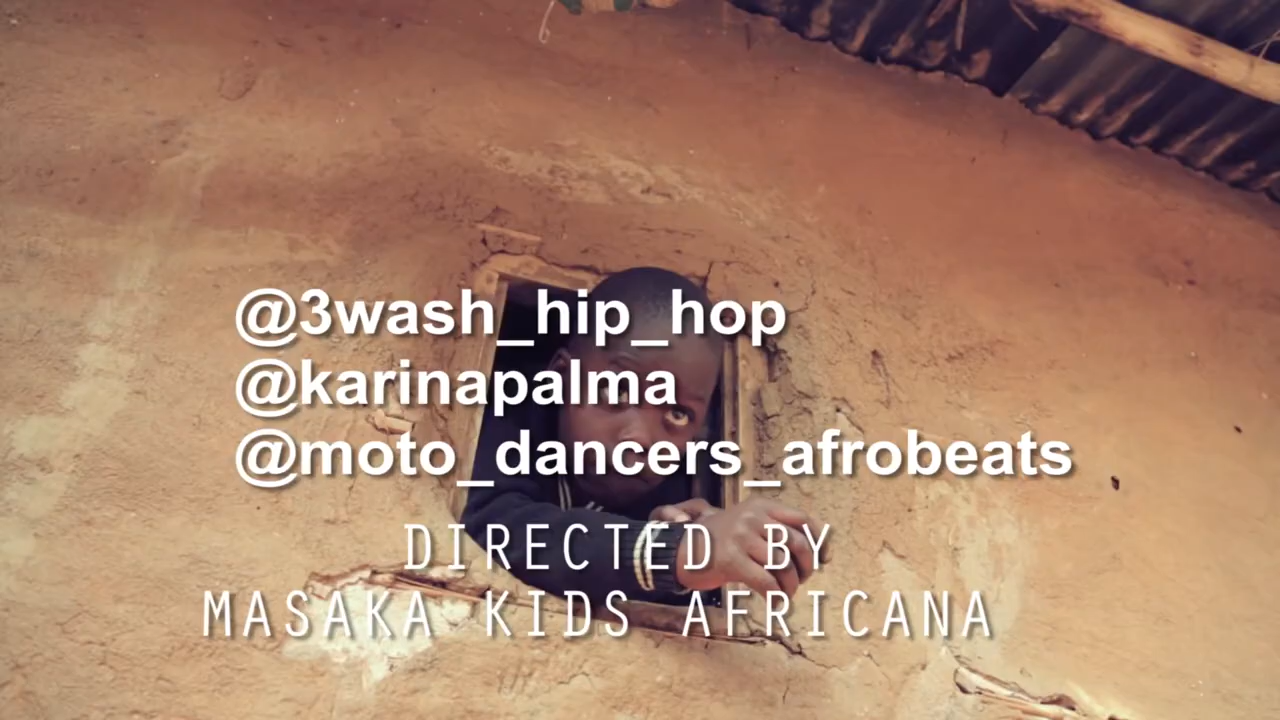 @3wash_hip_hop
@karinapalma
@moto_dancers_afrobeats
DIRECTED BY
MASAKA KIDS AFRICANA